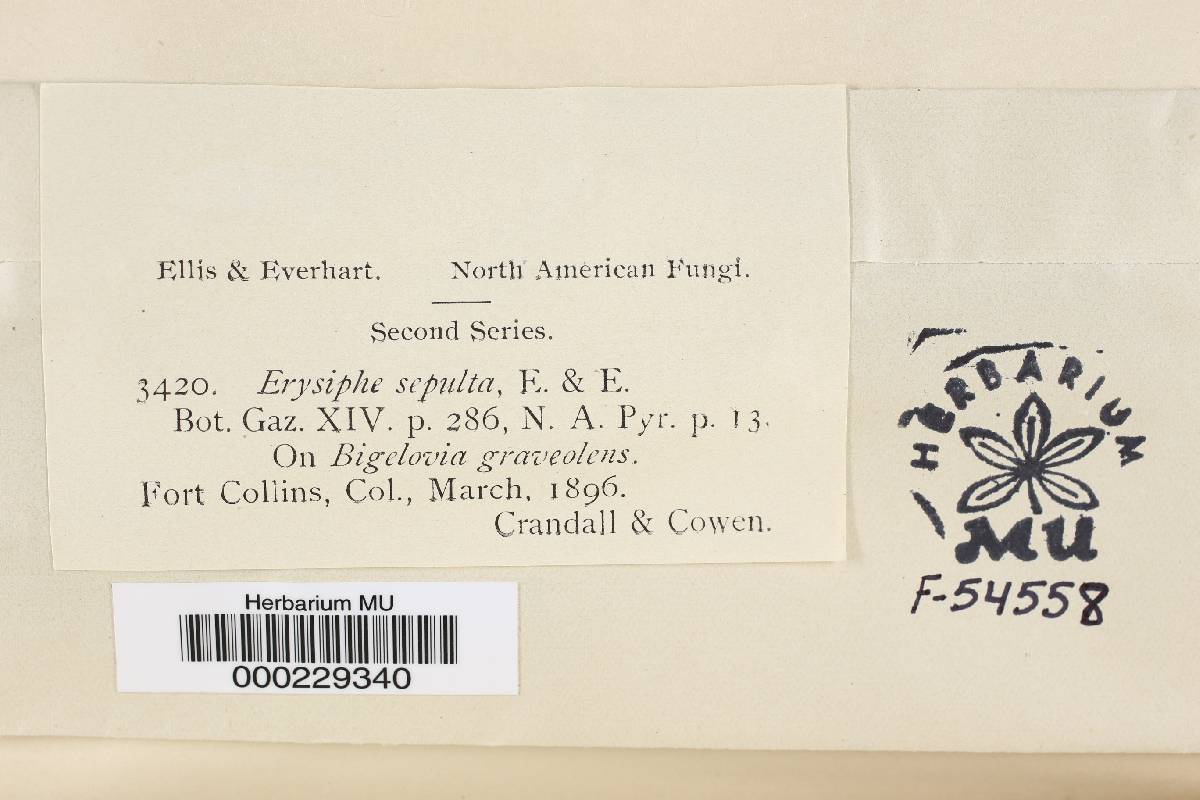 Ellis & Everhart. North American Fungi.
Second Series.
3420. Erysiphe sepulta, E. & E.
Bot. Gaz. XIV. p. 286, N. A. Pyr. p. 13.
On Bigelovia graveolens.
Fort Collins, Col., March, 1896.
Crandall & Cowen.
HERBARIUM
MU
F-54558
Herbarium MU
000229340